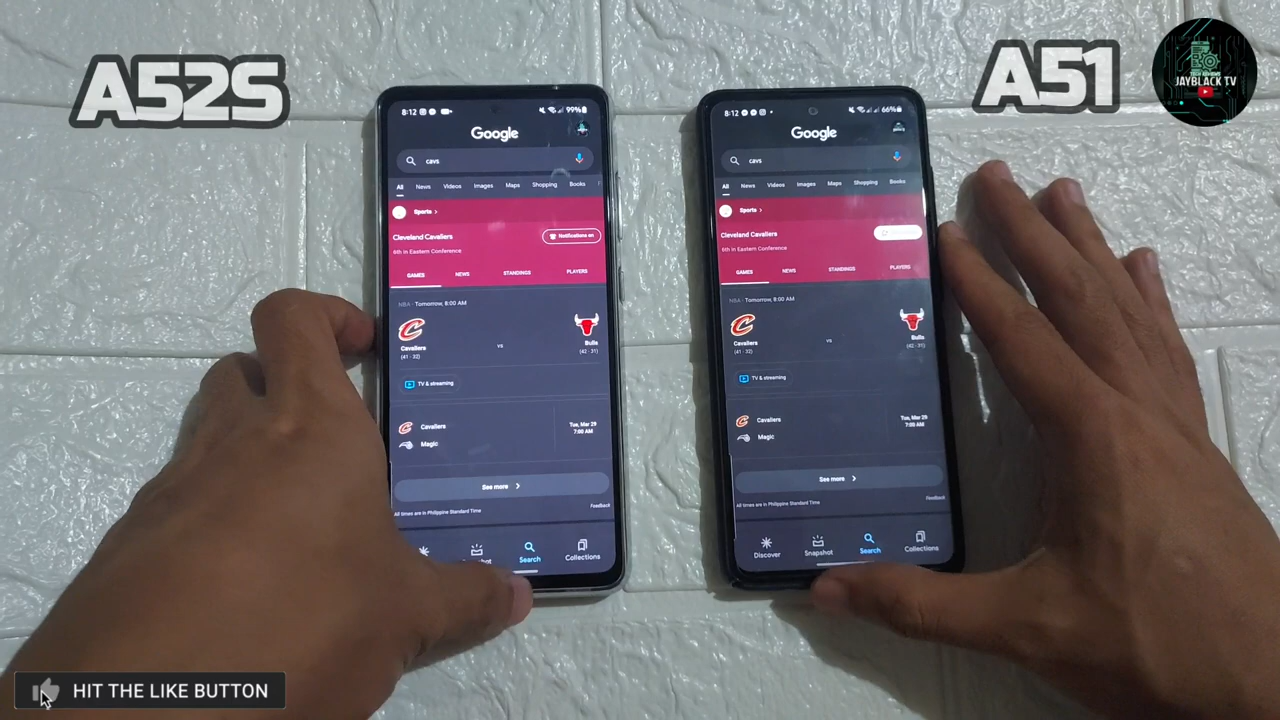 A52S
A51
TECH REVIEWS
JAYBLACK TV
8:12
99%
Google
cavs
All News Videos Images Maps Shopping Books
Sports >
Cleveland Cavaliers
Notifications on
6th in Eastern Conference
GAMES NEWS STANDINGS PLAYERS
NBA · Tomorrow, 8:00 AM
Cavaliers vs Bulls
(41 - 32) (42 - 31)
TV & streaming
Cavaliers
Magic
Tue, Mar 29
7:00 AM
See more >
All times are in Philippine Standard Time
Feedback
Search Collections
8:12
66%
Google
cavs
All News Videos Images Maps Shopping Books
Sports >
Cleveland Cavaliers
6th in Eastern Conference
GAMES NEWS STANDINGS PLAYERS
NBA · Tomorrow, 8:00 AM
Cavaliers vs Bulls
(41 - 32) (42 - 31)
TV & streaming
Cavaliers
Magic
Tue, Mar 29
7:00 AM
See more >
All times are in Philippine Standard Time
Feedback
Discover Snapshot Search Collections
HIT THE LIKE BUTTON